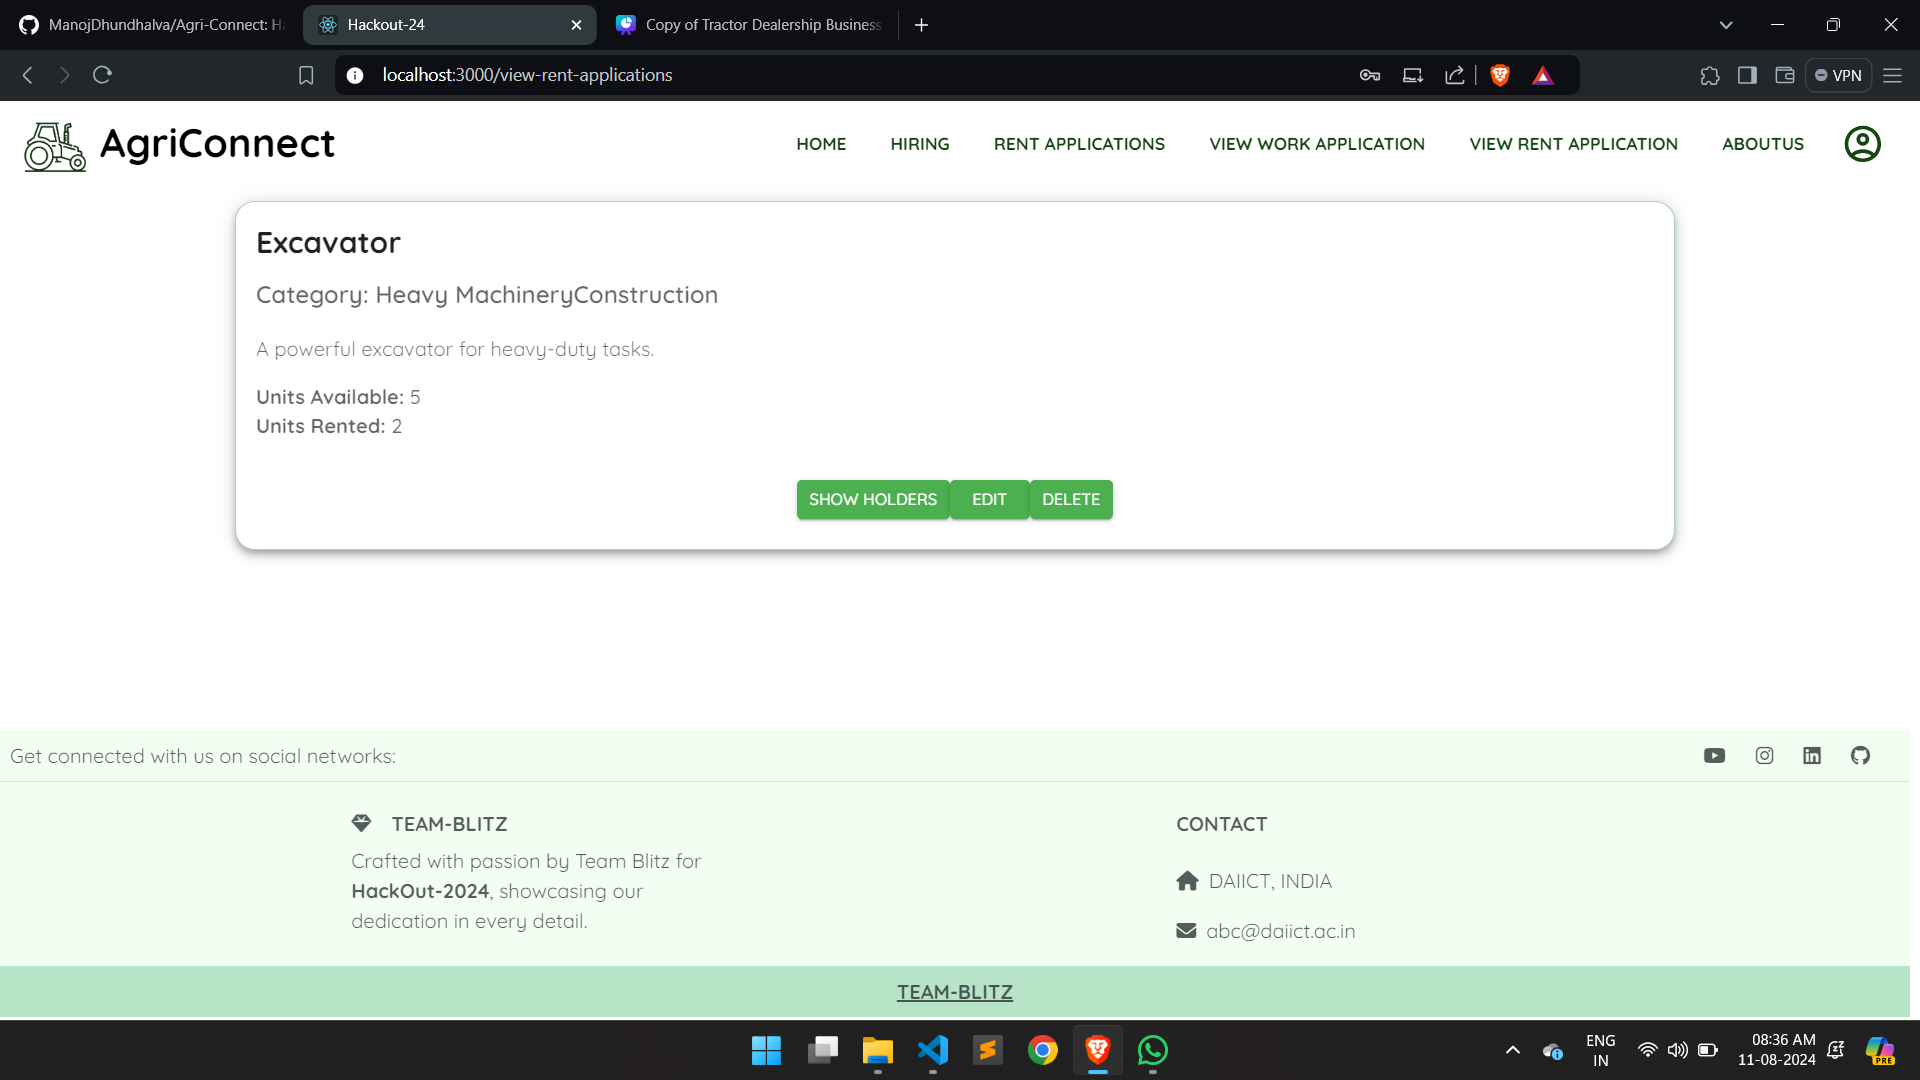 ManojDhundhalva/Agri-Connect: Ha
Hackout-24
Copy of Tractor Dealership Business
localhost:3000/view-rent-applications
VPN
AgriConnect
HOME
HIRING
RENT APPLICATIONS
VIEW WORK APPLICATION
VIEW RENT APPLICATION
ABOUTUS
Excavator
Category: Heavy MachineryConstruction
A powerful excavator for heavy-duty tasks.
Units Available: 5
Units Rented: 2
SHOW HOLDERS
EDIT
DELETE
Get connected with us on social networks:
TEAM-BLITZ
Crafted with passion by Team Blitz for
HackOut-2024, showcasing our
dedication in every detail.
CONTACT
DAIICT, INDIA
abc@daiict.ac.in
TEAM-BLITZ
ENG
IN
08:36 AM
11-08-2024
PRE